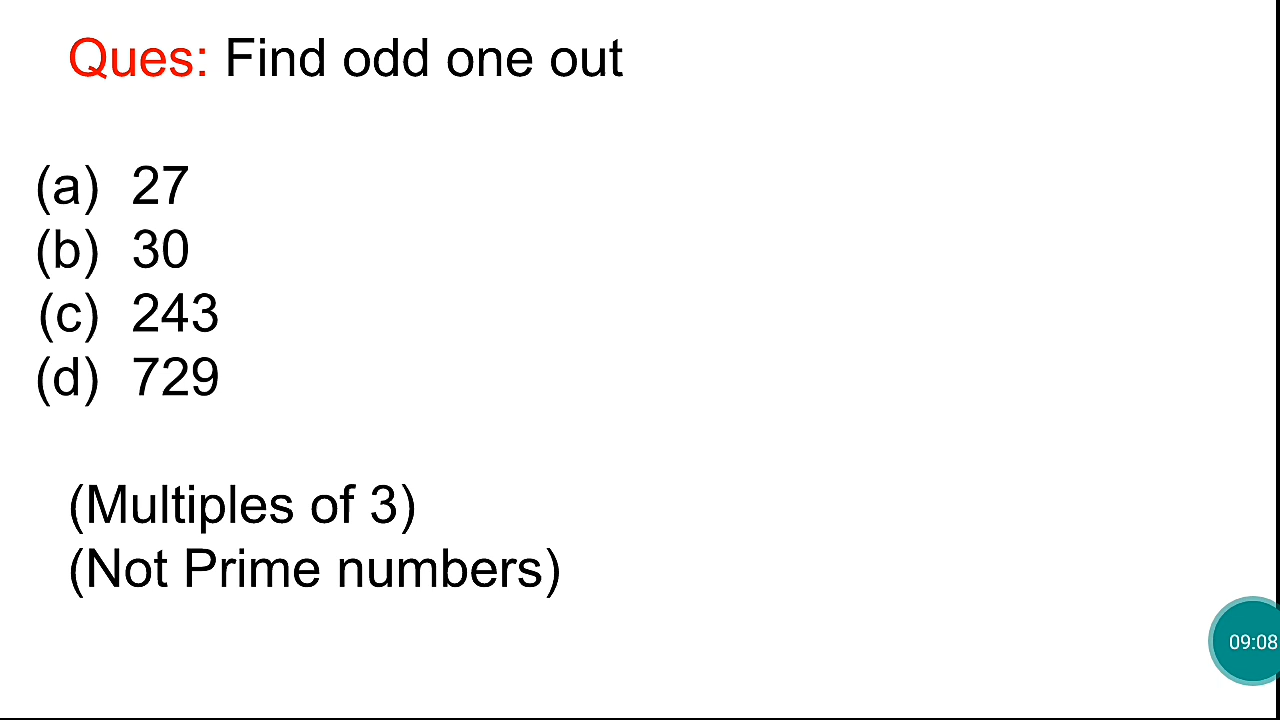 Ques: Find odd one out
(a) 27
(b) 30
(c) 243
(d) 729
(Multiples of 3)
(Not Prime numbers)
09:08